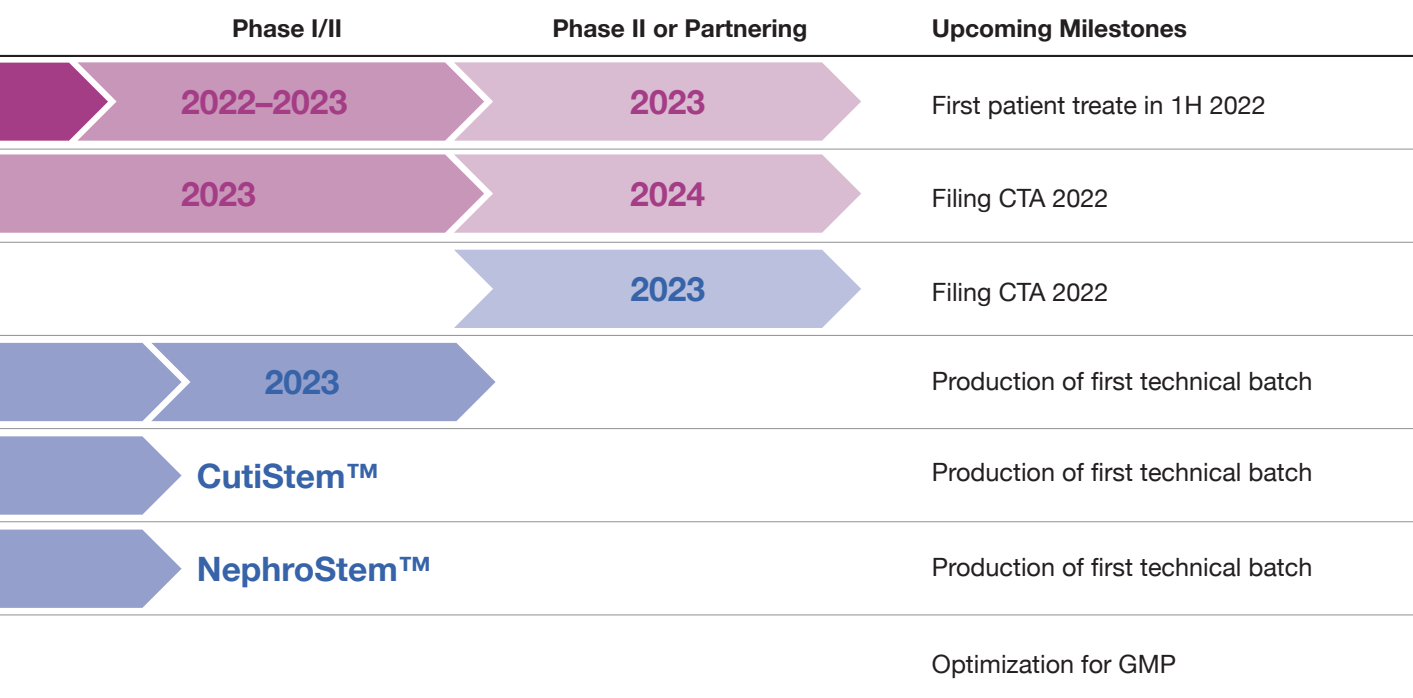 Phase I/II Phase II or Partnering Upcoming Milestones
2022–2023 2023 First patient treate in 1H 2022
2023 2024 Filing CTA 2022
2023 Filing CTA 2022
2023 Production of first technical batch
CutiStem™ Production of first technical batch
NephroStem™ Production of first technical batch
Optimization for GMP